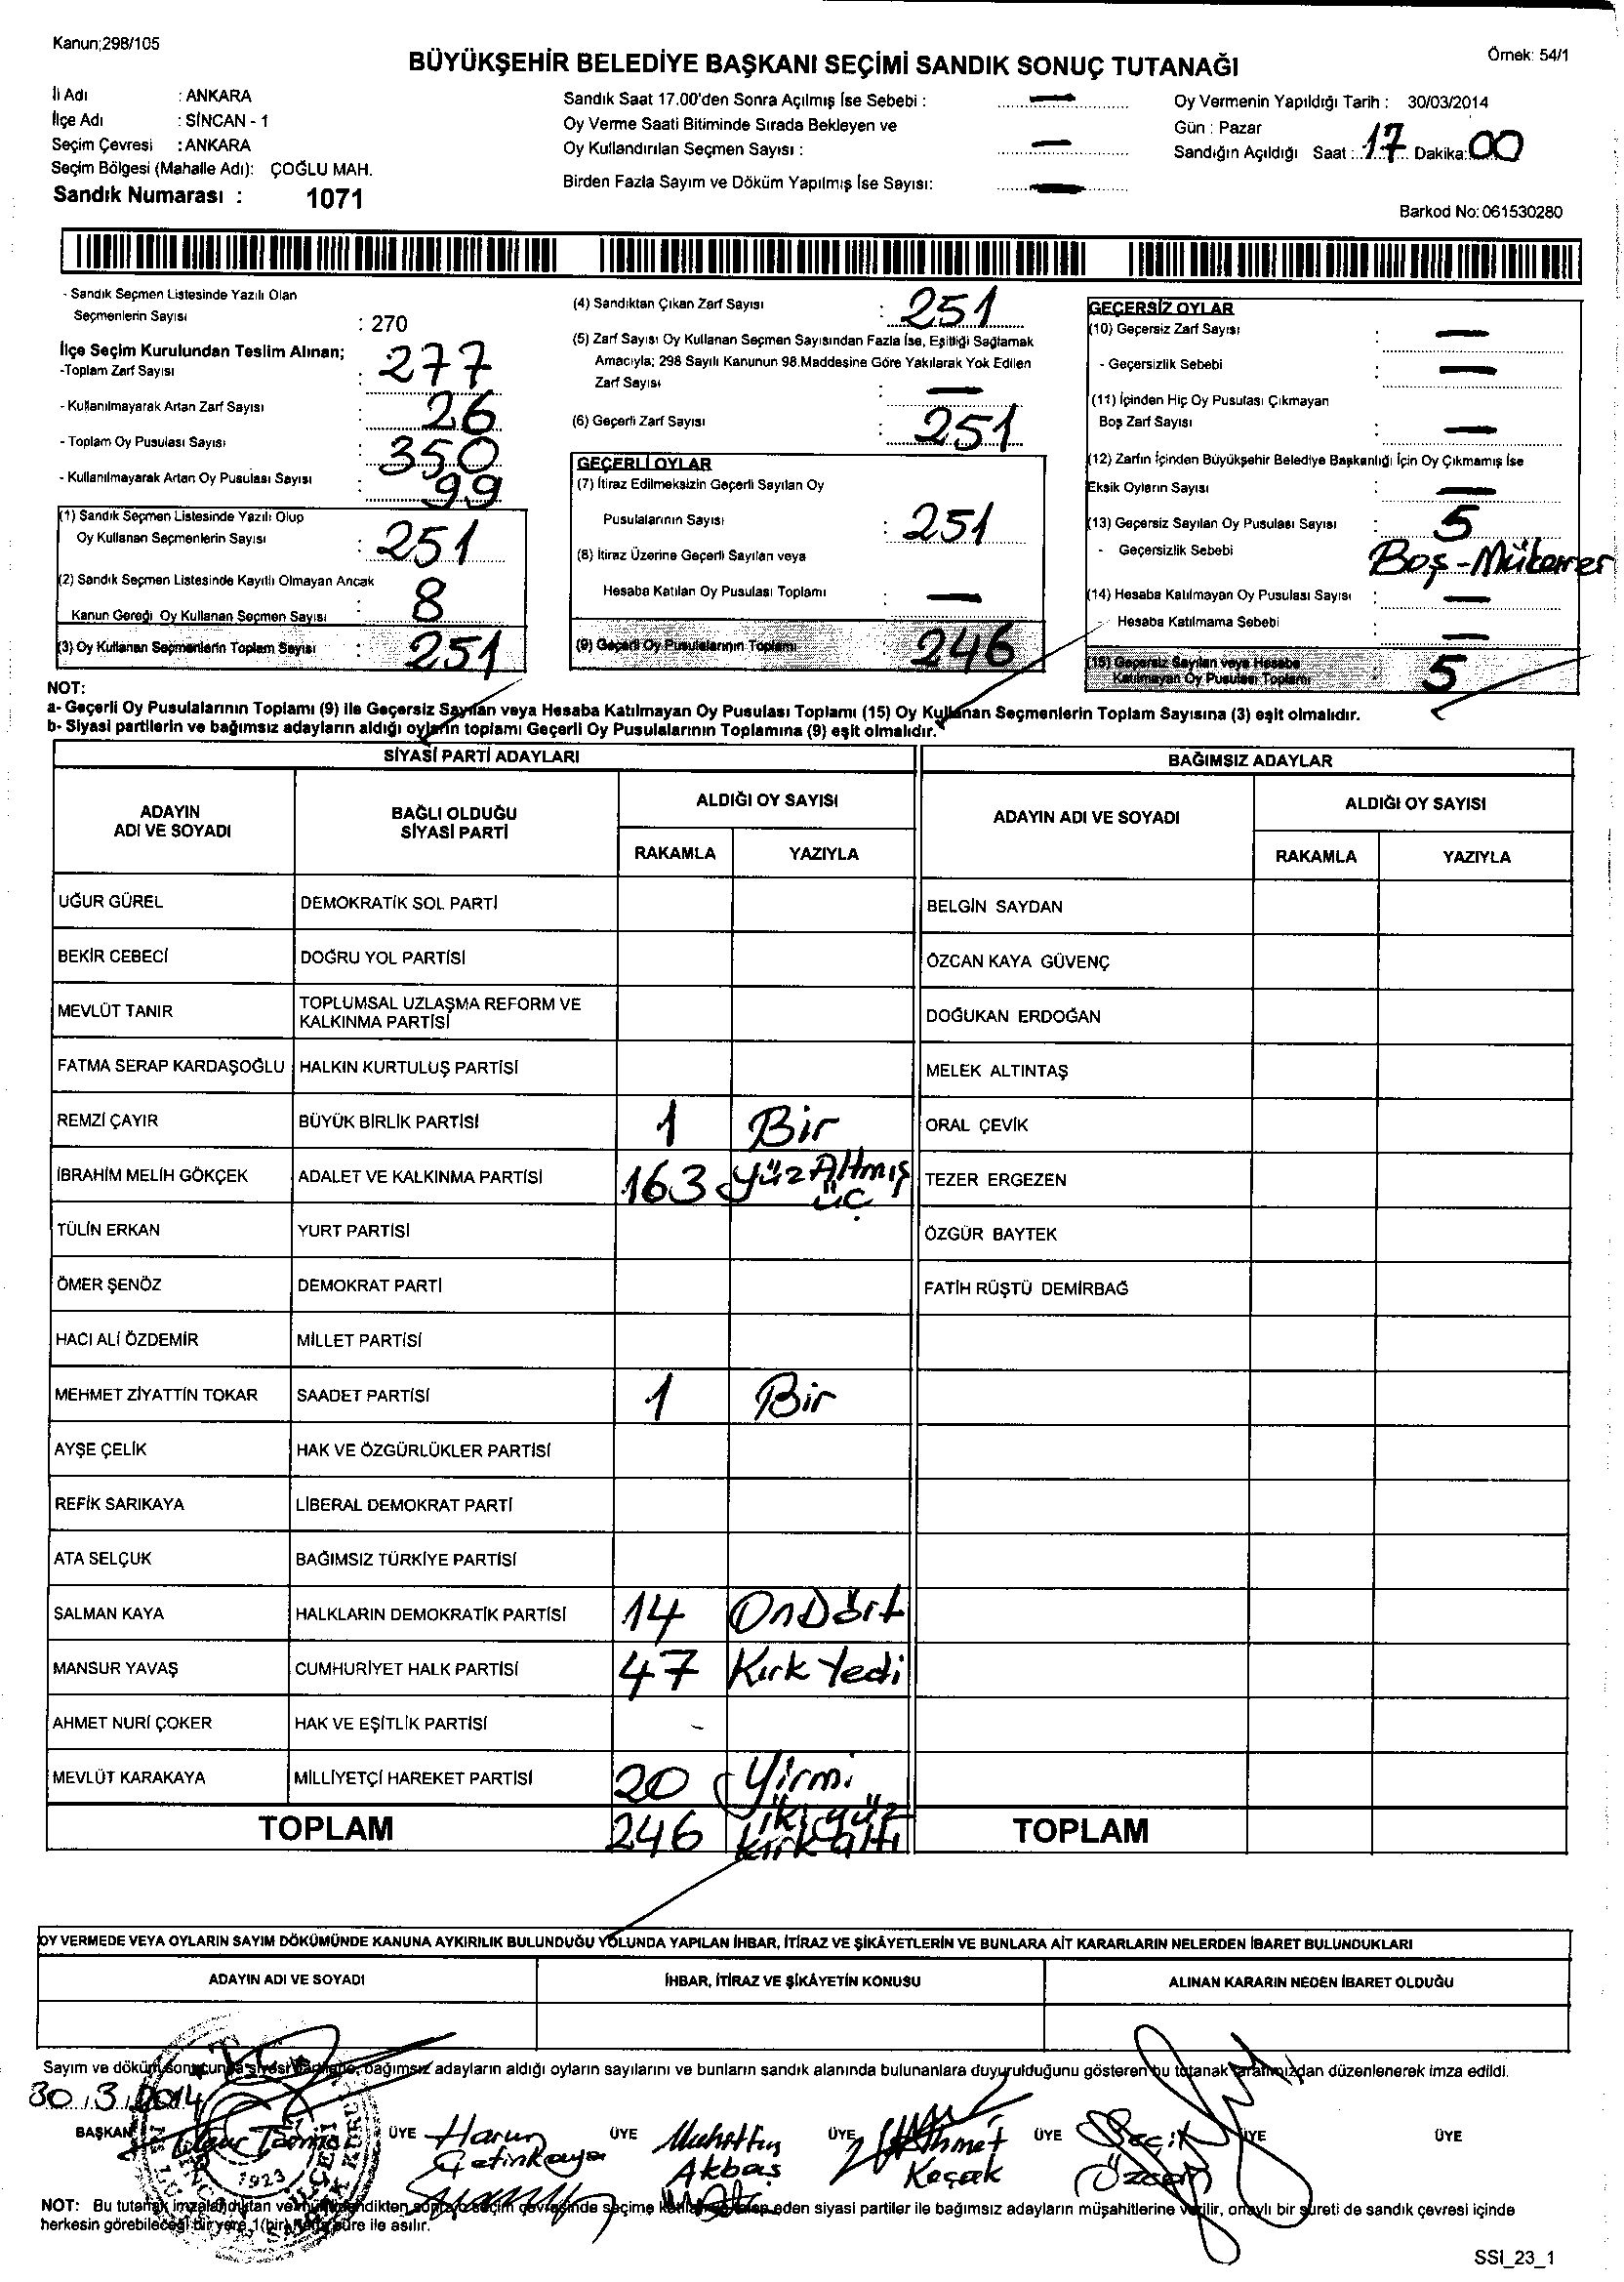 Kanun;298/105
Örnek: 54/1
BÜYÜKŞEHİR BELEDİYE BAŞKANI SEÇİMİ SANDIK SONUÇ TUTANAĞI
İli Adı : ANKARA
İlçe Adı : SİNCAN - 1
Seçim Çevresi : ANKARA
Seçim Bölgesi (Mahalle Adı): ÇOĞLU MAH.
Sandık Numarası : 1071
Sandık Saat 17.00'den Sonra Açılmış İse Sebebi : —
Oy Verme Saati Bitiminde Sırada Bekleyen ve
Oy Kullandırılan Seçmen Sayısı : —
Birden Fazla Sayım ve Döküm Yapılmış İse Sayısı: —
Oy Vermenin Yapıldığı Tarih : 30/03/2014
Gün : Pazar
Sandığın Açıldığı Saat : 17 Dakika: 00
Barkod No: 061530280
- Sandık Seçmen Listesinde Yazılı Olan
Seçmenlerin Sayısı : 270
İlçe Seçim Kurulundan Teslim Alınan;
-Toplam Zarf Sayısı : 277
- Kullanılmayarak Artan Zarf Sayısı : 26
- Toplam Oy Pusulası Sayısı : 350
- Kullanılmayarak Artan Oy Pusulası Sayısı : 99
(1) Sandık Seçmen Listesinde Yazılı Olup
Oy Kullanan Seçmenlerin Sayısı : 251
(2) Sandık Seçmen Listesinde Kayıtlı Olmayan Ancak
Kanun Gereği Oy Kullanan Seçmen Sayısı : 8
(3) Oy Kullanan Seçmenlerin Toplam Sayısı : 251
(4) Sandıktan Çıkan Zarf Sayısı : 251
(5) Zarf Sayısı Oy Kullanan Seçmen Sayısından Fazla İse, Eşitliği Sağlamak
Amacıyla; 298 Sayılı Kanunun 98.Maddesine Göre Yakılarak Yok Edilen
Zarf Sayısı : —
(6) Geçerli Zarf Sayısı : 251
GEÇERLİ OYLAR
(7) İtiraz Edilmeksizin Geçerli Sayılan Oy
Pusulalarının Sayısı : 251
(8) İtiraz Üzerine Geçerli Sayılan veya
Hesaba Katılan Oy Pusulası Toplamı : —
(9) Geçerli Oy Pusulalarının Toplamı 246
GEÇERSİZ OYLAR
(10) Geçersiz Zarf Sayısı : —
- Geçersizlik Sebebi : —
(11) İçinden Hiç Oy Pusulası Çıkmayan
Boş Zarf Sayısı : —
(12) Zarfın İçinden Büyükşehir Belediye Başkanlığı İçin Oy Çıkmamış İse
Eksik Oyların Sayısı : —
(13) Geçersiz Sayılan Oy Pusulası Sayısı : 5
- Geçersizlik Sebebi : Boş-Mükerrer
(14) Hesaba Katılmayan Oy Pusulası Sayısı : —
- Hesaba Katılmama Sebebi : —
(15) Geçersiz Sayılan veya Hesaba
Katılmayan Oy Pusulası Toplamı : 5
NOT:
a- Geçerli Oy Pusulalarının Toplamı (9) ile Geçersiz Sayılan veya Hesaba Katılmayan Oy Pusulası Toplamı (15) Oy Kullanan Seçmenlerin Toplam Sayısına (3) eşit olmalıdır.
b- Siyasi partilerin ve bağımsız adayların aldığı oyların toplamı Geçerli Oy Pusulalarının Toplamına (9) eşit olmalıdır.
SİYASİ PARTİ ADAYLARI BAĞIMSIZ ADAYLAR
ADAYIN ADI VE SOYADI BAĞLI OLDUĞU SİYASİ PARTİ ALDIĞI OY SAYISI ADAYIN ADI VE SOYADI ALDIĞI OY SAYISI
RAKAMLA YAZIYLA RAKAMLA YAZIYLA
UĞUR GÜREL DEMOKRATİK SOL PARTİ BELGİN SAYDAN
BEKİR CEBECİ DOĞRU YOL PARTİSİ ÖZCAN KAYA GÜVENÇ
MEVLÜT TANIR TOPLUMSAL UZLAŞMA REFORM VE KALKINMA PARTİSİ DOĞUKAN ERDOĞAN
FATMA SERAP KARDAŞOĞLU HALKIN KURTULUŞ PARTİSİ MELEK ALTINTAŞ
REMZİ ÇAYIR BÜYÜK BİRLİK PARTİSİ 1 Bir ORAL ÇEVİK
İBRAHİM MELİH GÖKÇEK ADALET VE KALKINMA PARTİSİ 163 yüzAltmış üç TEZER ERGEZEN
TÜLİN ERKAN YURT PARTİSİ ÖZGÜR BAYTEK
ÖMER ŞENÖZ DEMOKRAT PARTİ FATİH RÜŞTÜ DEMİRBAĞ
HACI ALİ ÖZDEMİR MİLLET PARTİSİ
MEHMET ZİYATTİN TOKAR SAADET PARTİSİ 1 Bir
AYŞE ÇELİK HAK VE ÖZGÜRLÜKLER PARTİSİ
REFİK SARIKAYA LİBERAL DEMOKRAT PARTİ
ATA SELÇUK BAĞIMSIZ TÜRKİYE PARTİSİ
SALMAN KAYA HALKLARIN DEMOKRATİK PARTİSİ 14 OnDört
MANSUR YAVAŞ CUMHURİYET HALK PARTİSİ 47 Kırk Yedi
AHMET NURİ ÇOKER HAK VE EŞİTLİK PARTİSİ -
MEVLÜT KARAKAYA MİLLİYETÇİ HAREKET PARTİSİ 20 Yirmi
TOPLAM 246 ikiyüz kırkaltı TOPLAM
OY VERMEDE VEYA OYLARIN SAYIM DÖKÜMÜNDE KANUNA AYKIRILIK BULUNDUĞU YOLUNDA YAPILAN İHBAR, İTİRAZ VE ŞİKÂYETLERİN VE BUNLARA AİT KARARLARIN NELERDEN İBARET BULUNDUKLARI
ADAYIN ADI VE SOYADI İHBAR, İTİRAZ VE ŞİKÂYETİN KONUSU ALINAN KARARIN NEDEN İBARET OLDUĞU
Sayım ve döküm sonucunda siyasi partilerle, bağımsız adayların aldığı oyların sayılarını ve bunların sandık alanında bulunanlara duyurulduğunu gösteren bu tutanak tarafımızdan düzenlenerek imza edildi.
30.3.2014
BAŞKAN ÜYE Harun Çetinkaya ÜYE Muhettin Akbaş ÜYE Ahmet Koçak ÜYE Seçit Özcan ÜYE ÜYE
1923
NOT: Bu tutanak imzalandıktan ve mühürlendikten sonra o seçim çevresinde seçime katılan ve talep eden siyasi partiler ile bağımsız adayların müşahitlerine verilir, onaylı bir sureti de sandık çevresi içinde
herkesin görebileceği bir yere 1(bir) hafta süre ile asılır.
SSI_23_1